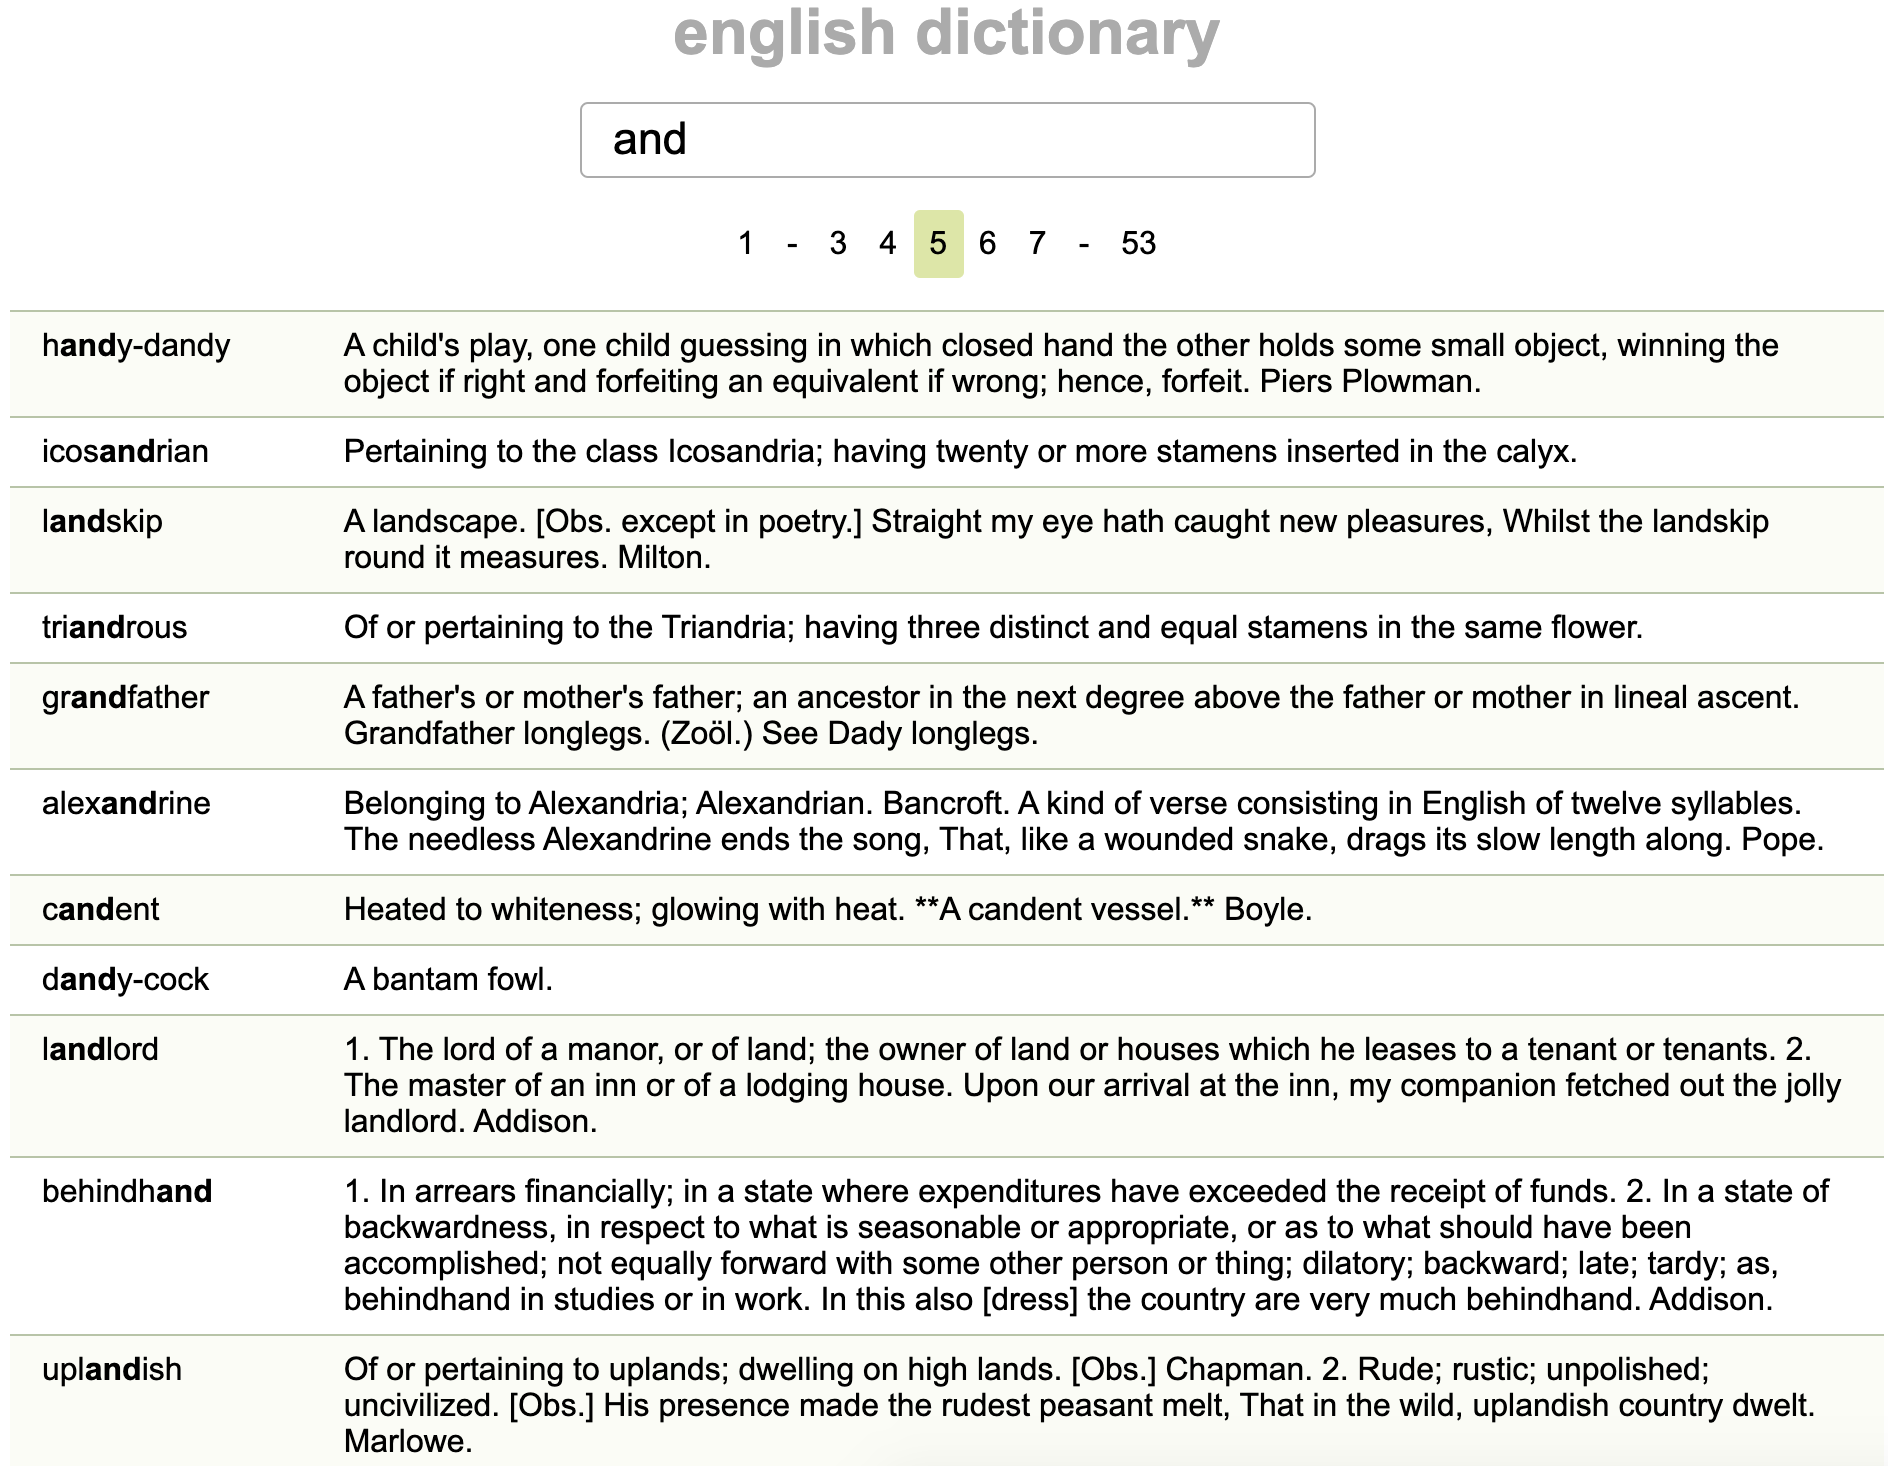 english dictionary
and
1 - 3 4 5 6 7 - 53
handy-dandy A child's play, one child guessing in which closed hand the other holds some small object, winning the
object if right and forfeiting an equivalent if wrong; hence, forfeit. Piers Plowman.
icosandrian Pertaining to the class Icosandria; having twenty or more stamens inserted in the calyx.
landskip A landscape. [Obs. except in poetry.] Straight my eye hath caught new pleasures, Whilst the landskip
round it measures. Milton.
triandrous Of or pertaining to the Triandria; having three distinct and equal stamens in the same flower.
grandfather A father's or mother's father; an ancestor in the next degree above the father or mother in lineal ascent.
Grandfather longlegs. (Zoöl.) See Dady longlegs.
alexandrine Belonging to Alexandria; Alexandrian. Bancroft. A kind of verse consisting in English of twelve syllables.
The needless Alexandrine ends the song, That, like a wounded snake, drags its slow length along. Pope.
candent Heated to whiteness; glowing with heat. **A candent vessel.** Boyle.
dandy-cock A bantam fowl.
landlord 1. The lord of a manor, or of land; the owner of land or houses which he leases to a tenant or tenants. 2.
The master of an inn or of a lodging house. Upon our arrival at the inn, my companion fetched out the jolly
landlord. Addison.
behindhand 1. In arrears financially; in a state where expenditures have exceeded the receipt of funds. 2. In a state of
backwardness, in respect to what is seasonable or appropriate, or as to what should have been
accomplished; not equally forward with some other person or thing; dilatory; backward; late; tardy; as,
behindhand in studies or in work. In this also [dress] the country are very much behindhand. Addison.
uplandish Of or pertaining to uplands; dwelling on high lands. [Obs.] Chapman. 2. Rude; rustic; unpolished;
uncivilized. [Obs.] His presence made the rudest peasant melt, That in the wild, uplandish country dwelt.
Marlowe.